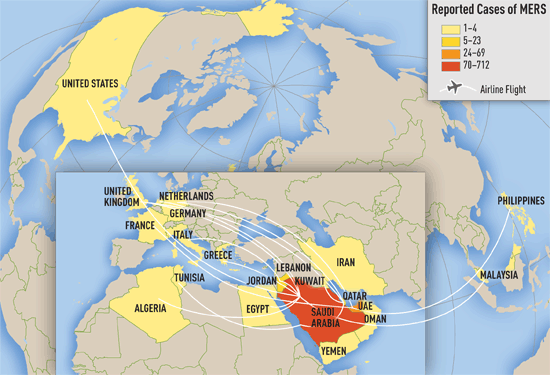 Reported Cases of MERS
1–4
5–23
24–69
70–712
Airline Flight
UNITED STATES
UNITED
KINGDOM
NETHERLANDS
GERMANY
FRANCE
ITALY
GREECE
TUNISIA
ALGERIA
LEBANON
JORDAN
KUWAIT
IRAN
EGYPT
QATAR
UAE
SAUDI
ARABIA
OMAN
YEMEN
PHILIPPINES
MALAYSIA